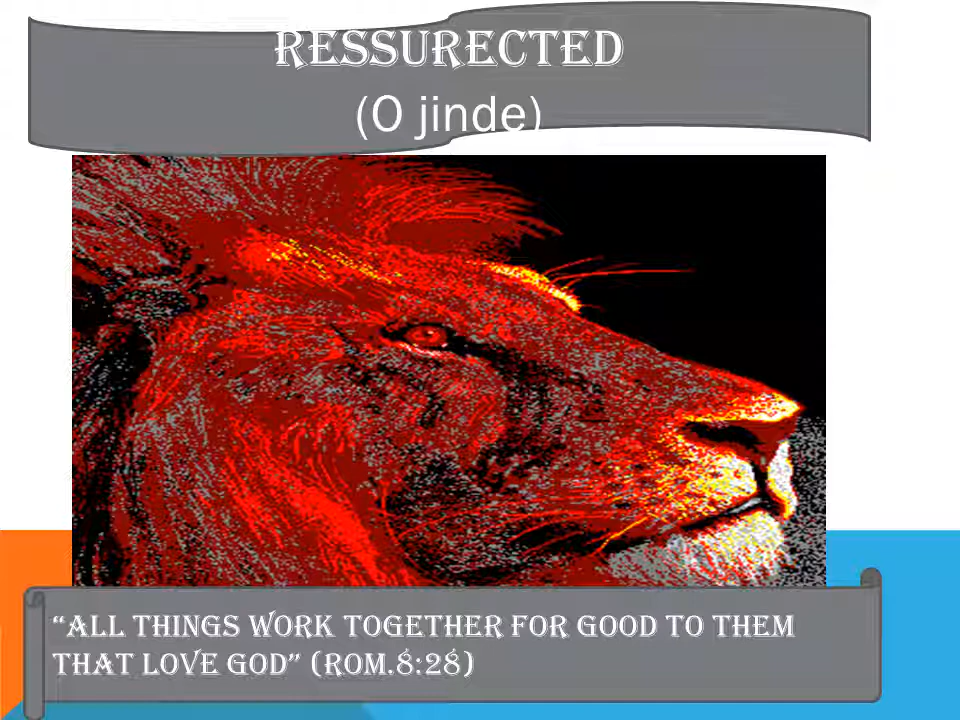 RESSURECTED
(O jinde)
“ALL THINGS WORK TOGETHER FOR GOOD TO THEM
THAT LOVE GOD” (ROM.8:28)